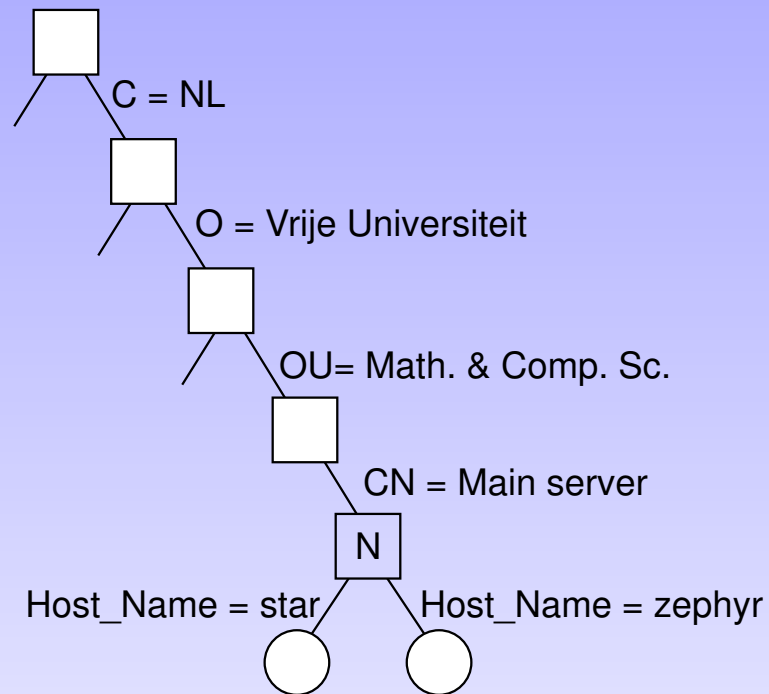 C = NL
O = Vrije Universiteit
OU= Math. & Comp. Sc.
CN = Main server
N
Host_Name = star
Host_Name = zephyr